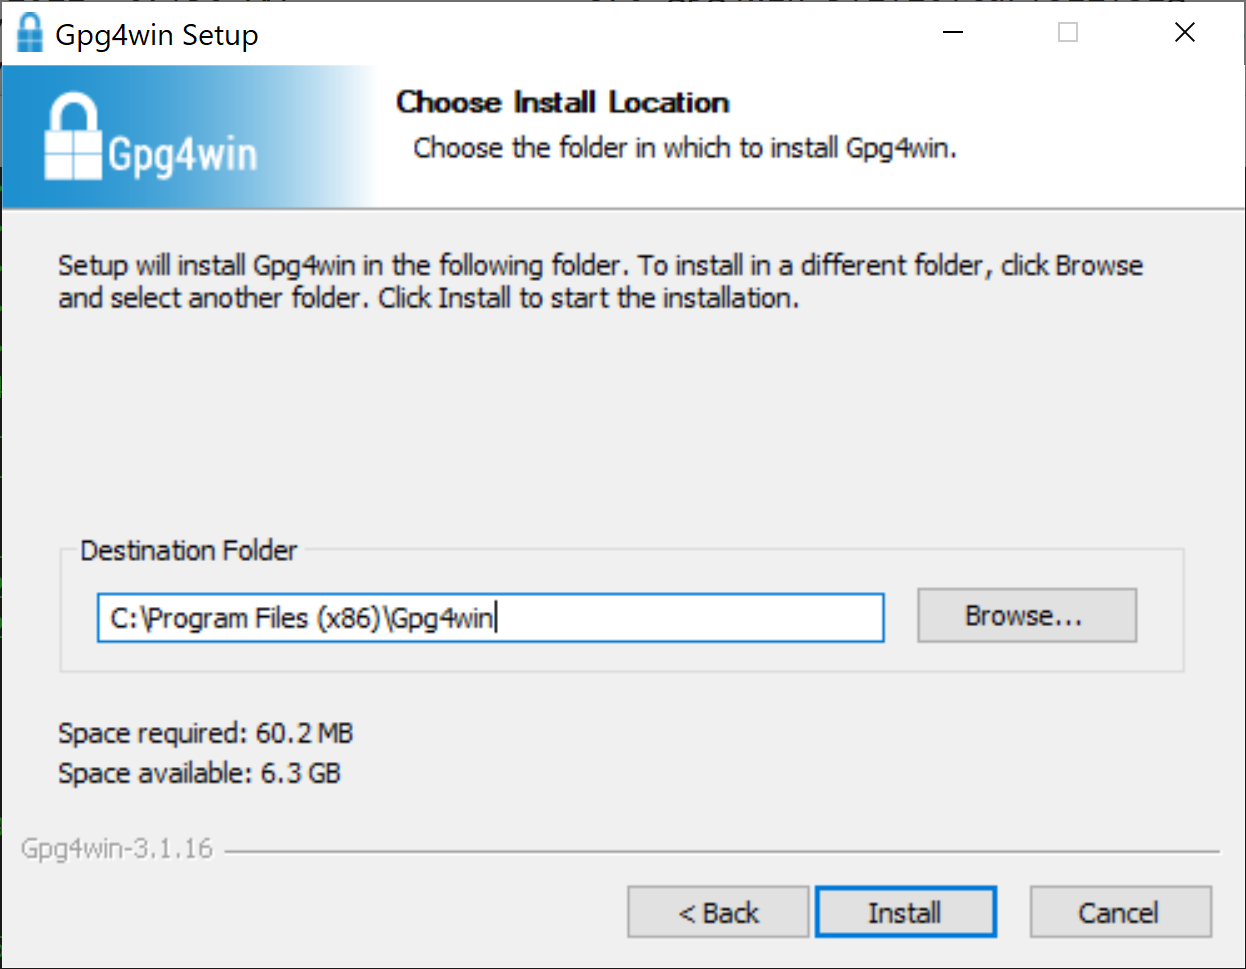 Gpg4win Setup
Gpg4win
Choose Install Location
Choose the folder in which to install Gpg4win.
Setup will install Gpg4win in the following folder. To install in a different folder, click Browse
and select another folder. Click Install to start the installation.
Destination Folder
C:\Program Files (x86)\Gpg4win
Browse...
Space required: 60.2 MB
Space available: 6.3 GB
Gpg4win-3.1.16
< Back
Install
Cancel